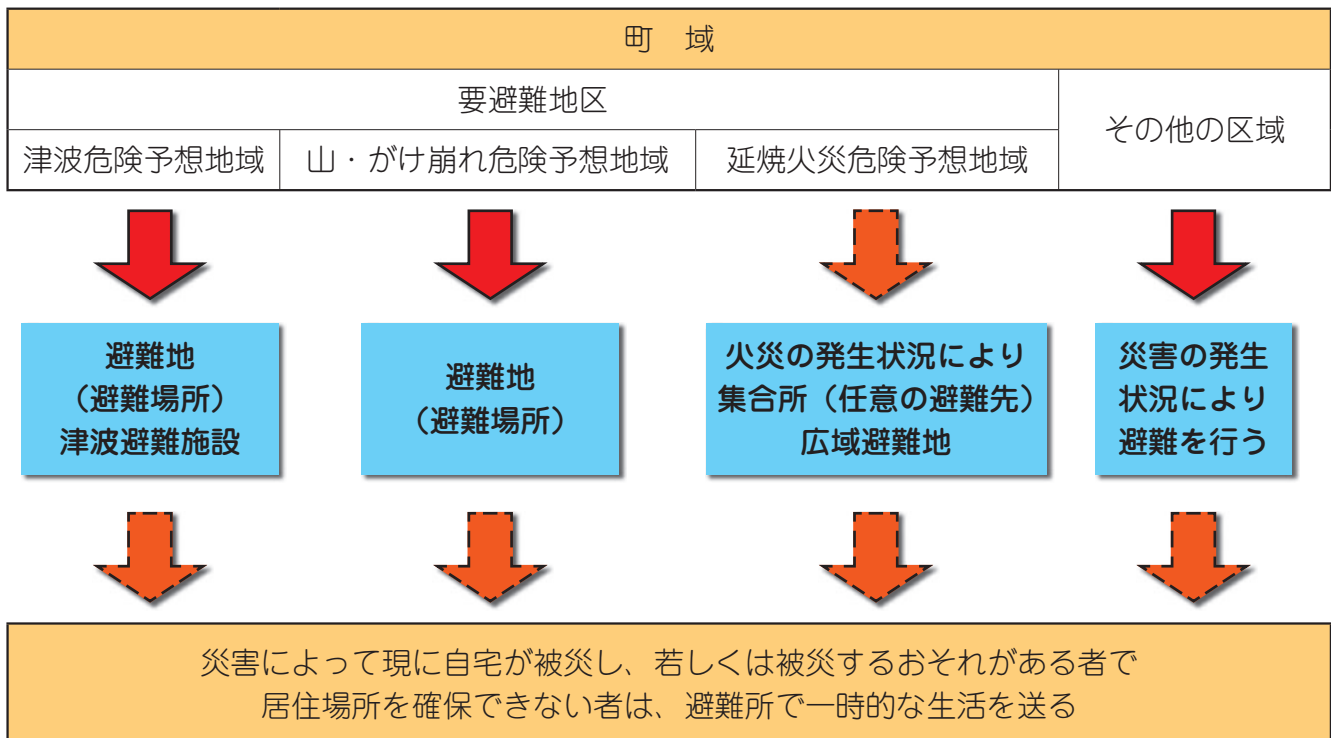 町　域
要避難地区
その他の区域
津波危険予想地域
山・がけ崩れ危険予想地域
延焼火災危険予想地域
避難地
（避難場所）
津波避難施設
避難地
（避難場所）
火災の発生状況により
集合所（任意の避難先）
広域避難地
災害の発生
状況により
避難を行う
災害によって現に自宅が被災し、若しくは被災するおそれがある者で
居住場所を確保できない者は、避難所で一時的な生活を送る